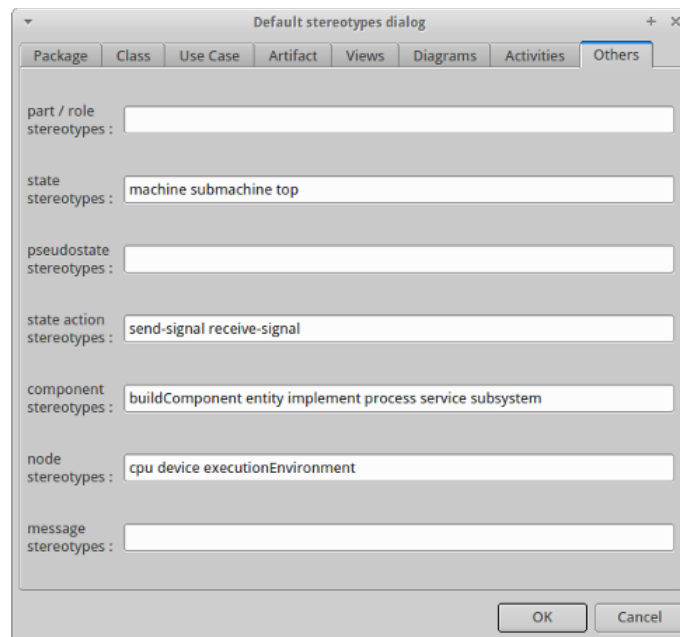 Default stereotypes dialog
Package Class Use Case Artifact Views Diagrams Activities Others
part / role
stereotypes :
state
stereotypes : machine submachine top
pseudostate
stereotypes :
state action
stereotypes : send-signal receive-signal
component
stereotypes : buildComponent entity implement process service subsystem
node
stereotypes : cpu device executionEnvironment
message
stereotypes :
OK Cancel